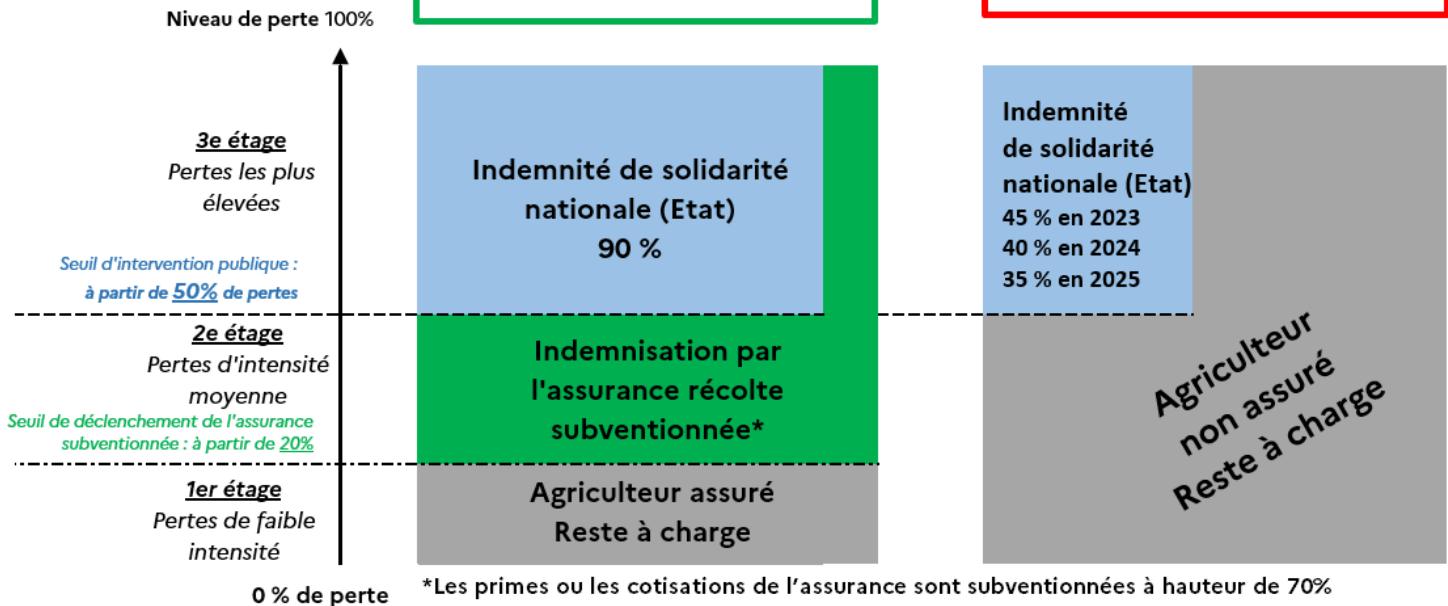 Niveau de perte 100%
3e étage
Pertes les plus
élevées
Seuil d'intervention publique :
à partir de 50% de pertes
2e étage
Pertes d'intensité
moyenne
Seuil de déclenchement de l'assurance
subventionnée : à partir de 20%
1er étage
Pertes de faible
intensité
0 % de perte
Indemnité de solidarité
nationale (Etat)
90 %
Indemnisation par
l'assurance récolte
subventionnée*
Agriculteur assuré
Reste à charge
Indemnité
de solidarité
nationale (Etat)
45 % en 2023
40 % en 2024
35 % en 2025
Agriculteur
non assuré
Reste à charge
*Les primes ou les cotisations de l’assurance sont subventionnées à hauteur de 70%